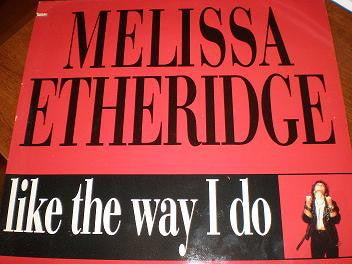 MELISSA
ETHERIDGE
like the way I do